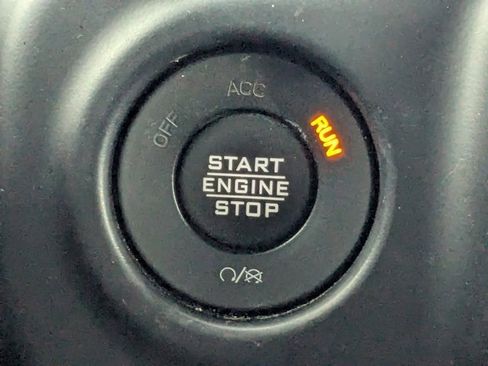 ACC
OFF
RUN
START
ENGINE
STOP